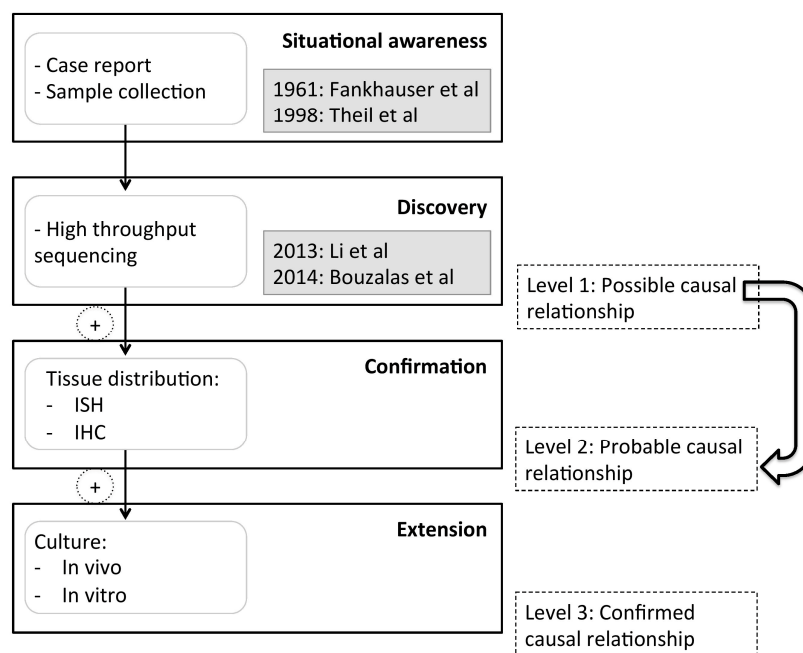 Situational awareness
- Case report
- Sample collection
1961: Fankhauser et al
1998: Theil et al
Discovery
- High throughput
sequencing
2013: Li et al
2014: Bouzalas et al
Level 1: Possible causal
relationship
+
Confirmation
Tissue distribution:
- ISH
- IHC
Level 2: Probable causal
relationship
+
Extension
Culture:
- In vivo
- In vitro
Level 3: Confirmed
causal relationship